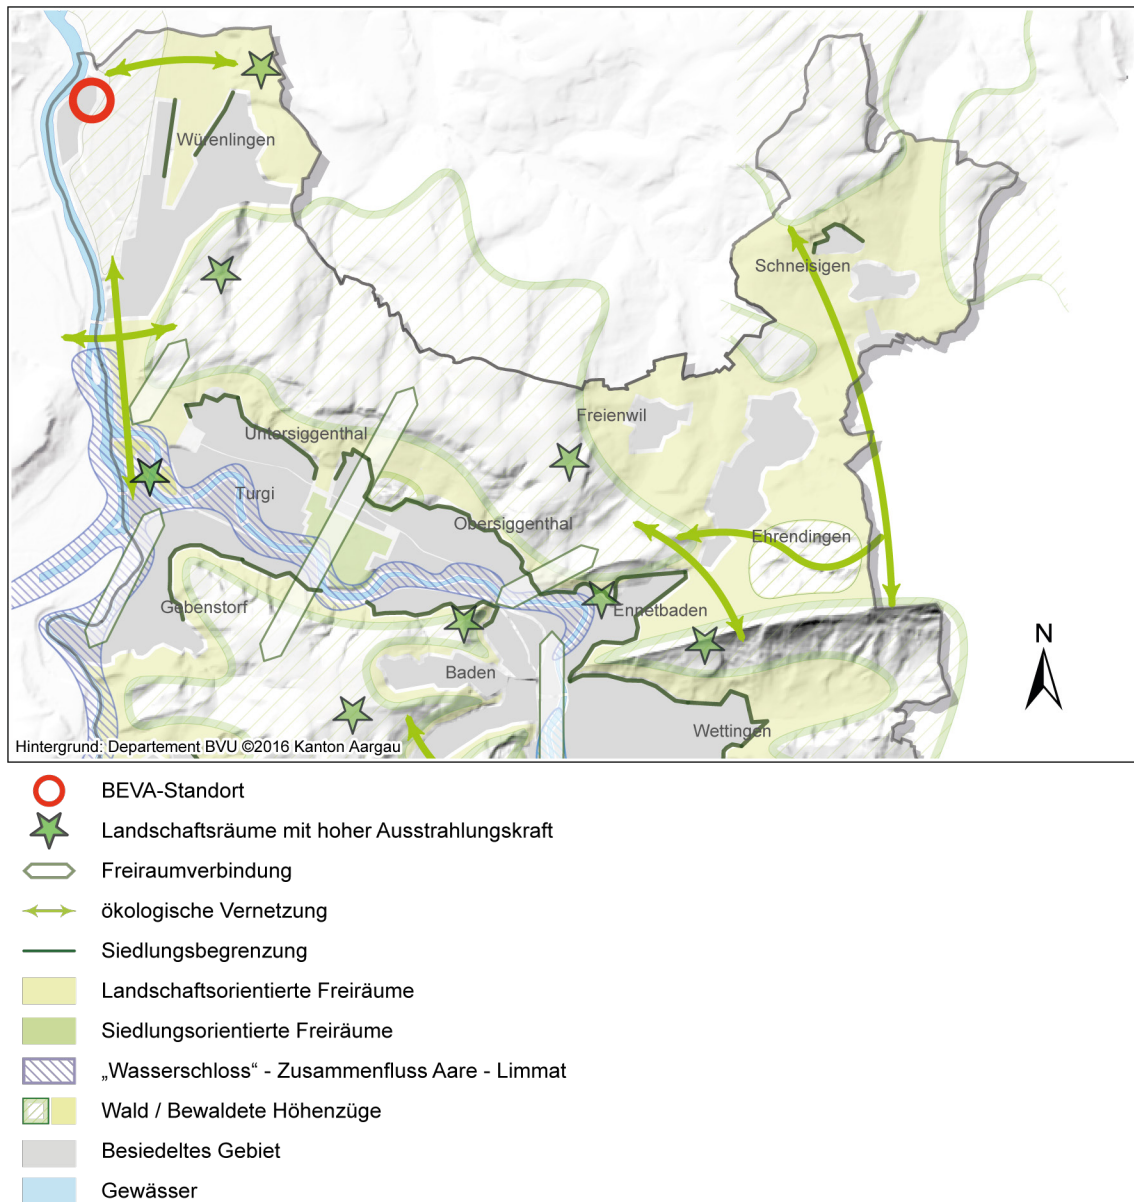 Würenlingen
Schneisigen
Freienwil
Untersiggenthal
Turgi
Obersiggenthal
Ehrendingen
Gebenstorf
Ennetbaden
Baden
Wettingen
N
Hintergrund: Departement BVU ©2016 Kanton Aargau
BEVA-Standort
Landschaftsräume mit hoher Ausstrahlungskraft
Freiraumverbindung
ökologische Vernetzung
Siedlungsbegrenzung
Landschaftsorientierte Freiräume
Siedlungsorientierte Freiräume
„Wasserschloss“ - Zusammenfluss Aare - Limmat
Wald / Bewaldete Höhenzüge
Besiedeltes Gebiet
Gewässer